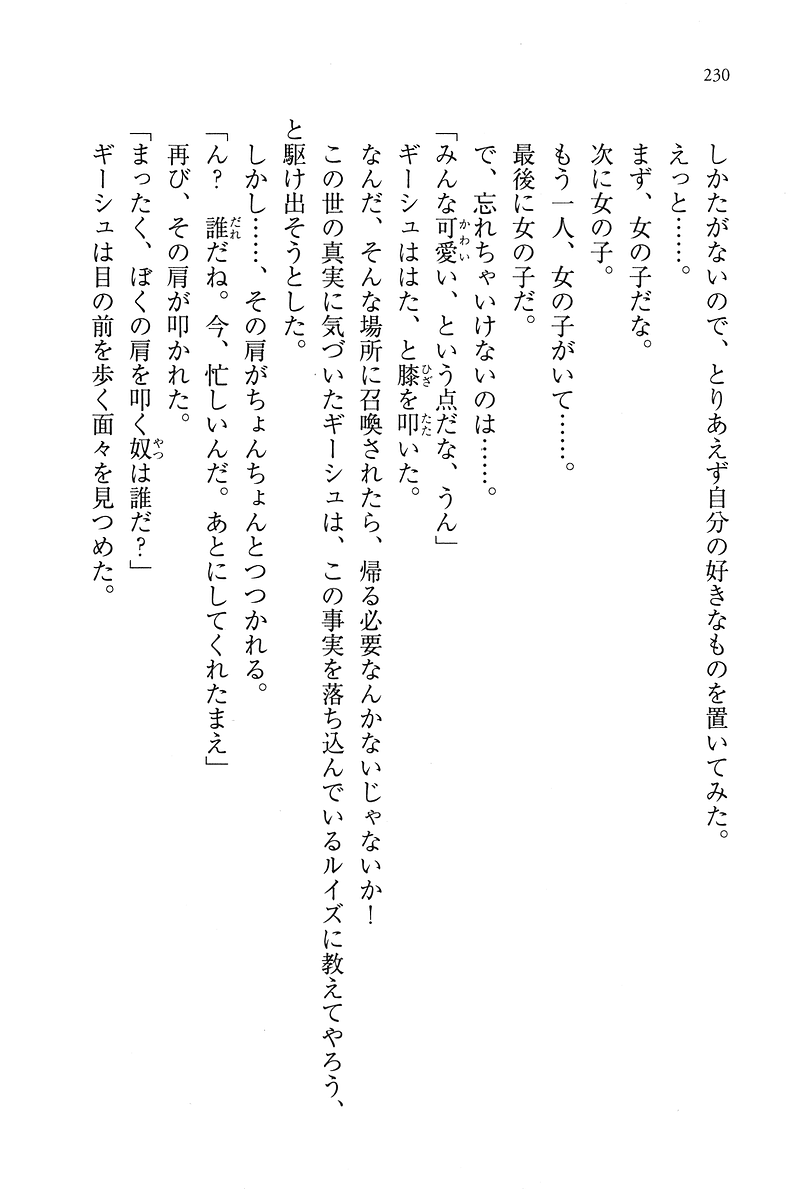 230
しかたがないので、とりあえず自分の好きなものを置いてみた。
えっと……。
まず、女の子だな。
次に女の子。
もう一人、女の子がいて……。
最後に女の子だ。
で、忘れちゃいけないのは……。
「みんな可愛い、という点だな、うん」
ギーシュははた、と膝を叩いた。
なんだ、そんな場所に召喚されたら、帰る必要なんかないじゃないか！
この世の真実に気づいたギーシュは、この事実を落ち込んでいるルイズに教えてやろう、
と駆け出そうとした。
しかし……、その肩がちょんちょんとつつかれる。
「ん？　誰だね。今、忙しいんだ。あとにしてくれたまえ」
再び、その肩が叩かれた。
「まったく、ぼくの肩を叩く奴は誰だ？」
ギーシュは目の前を歩く面々を見つめた。